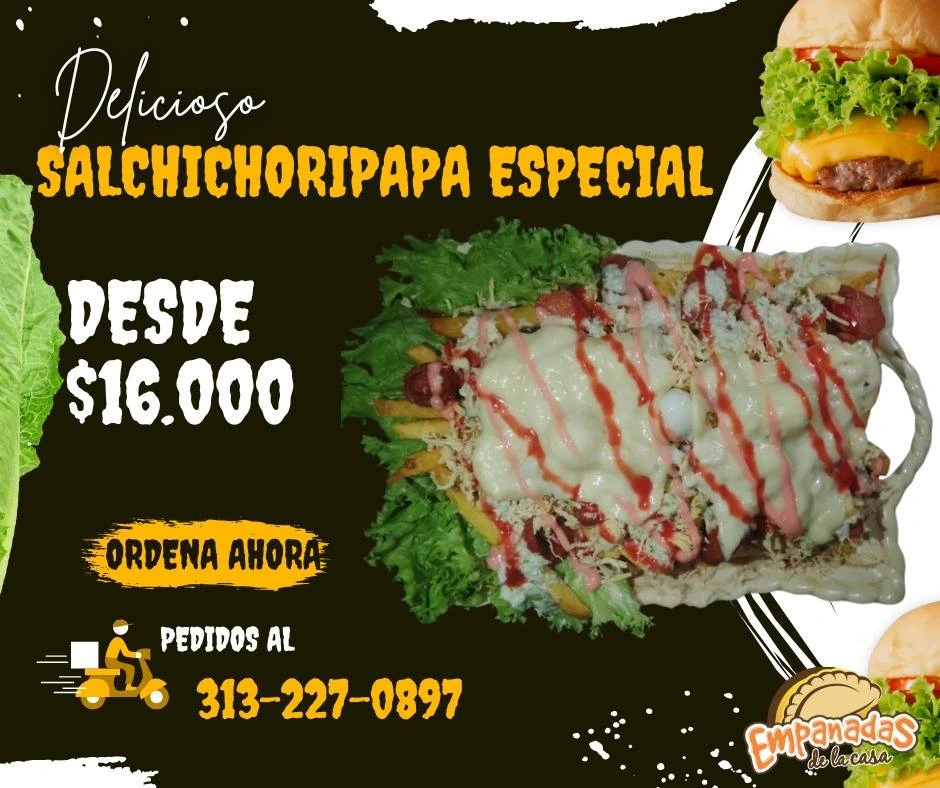 Delicioso
SALCHICHORIPAPA ESPECIAL
DESDE
$16.000
ORDENA AHORA
PEDIDOS AL
313-227-0897
Empanadas
de la casa